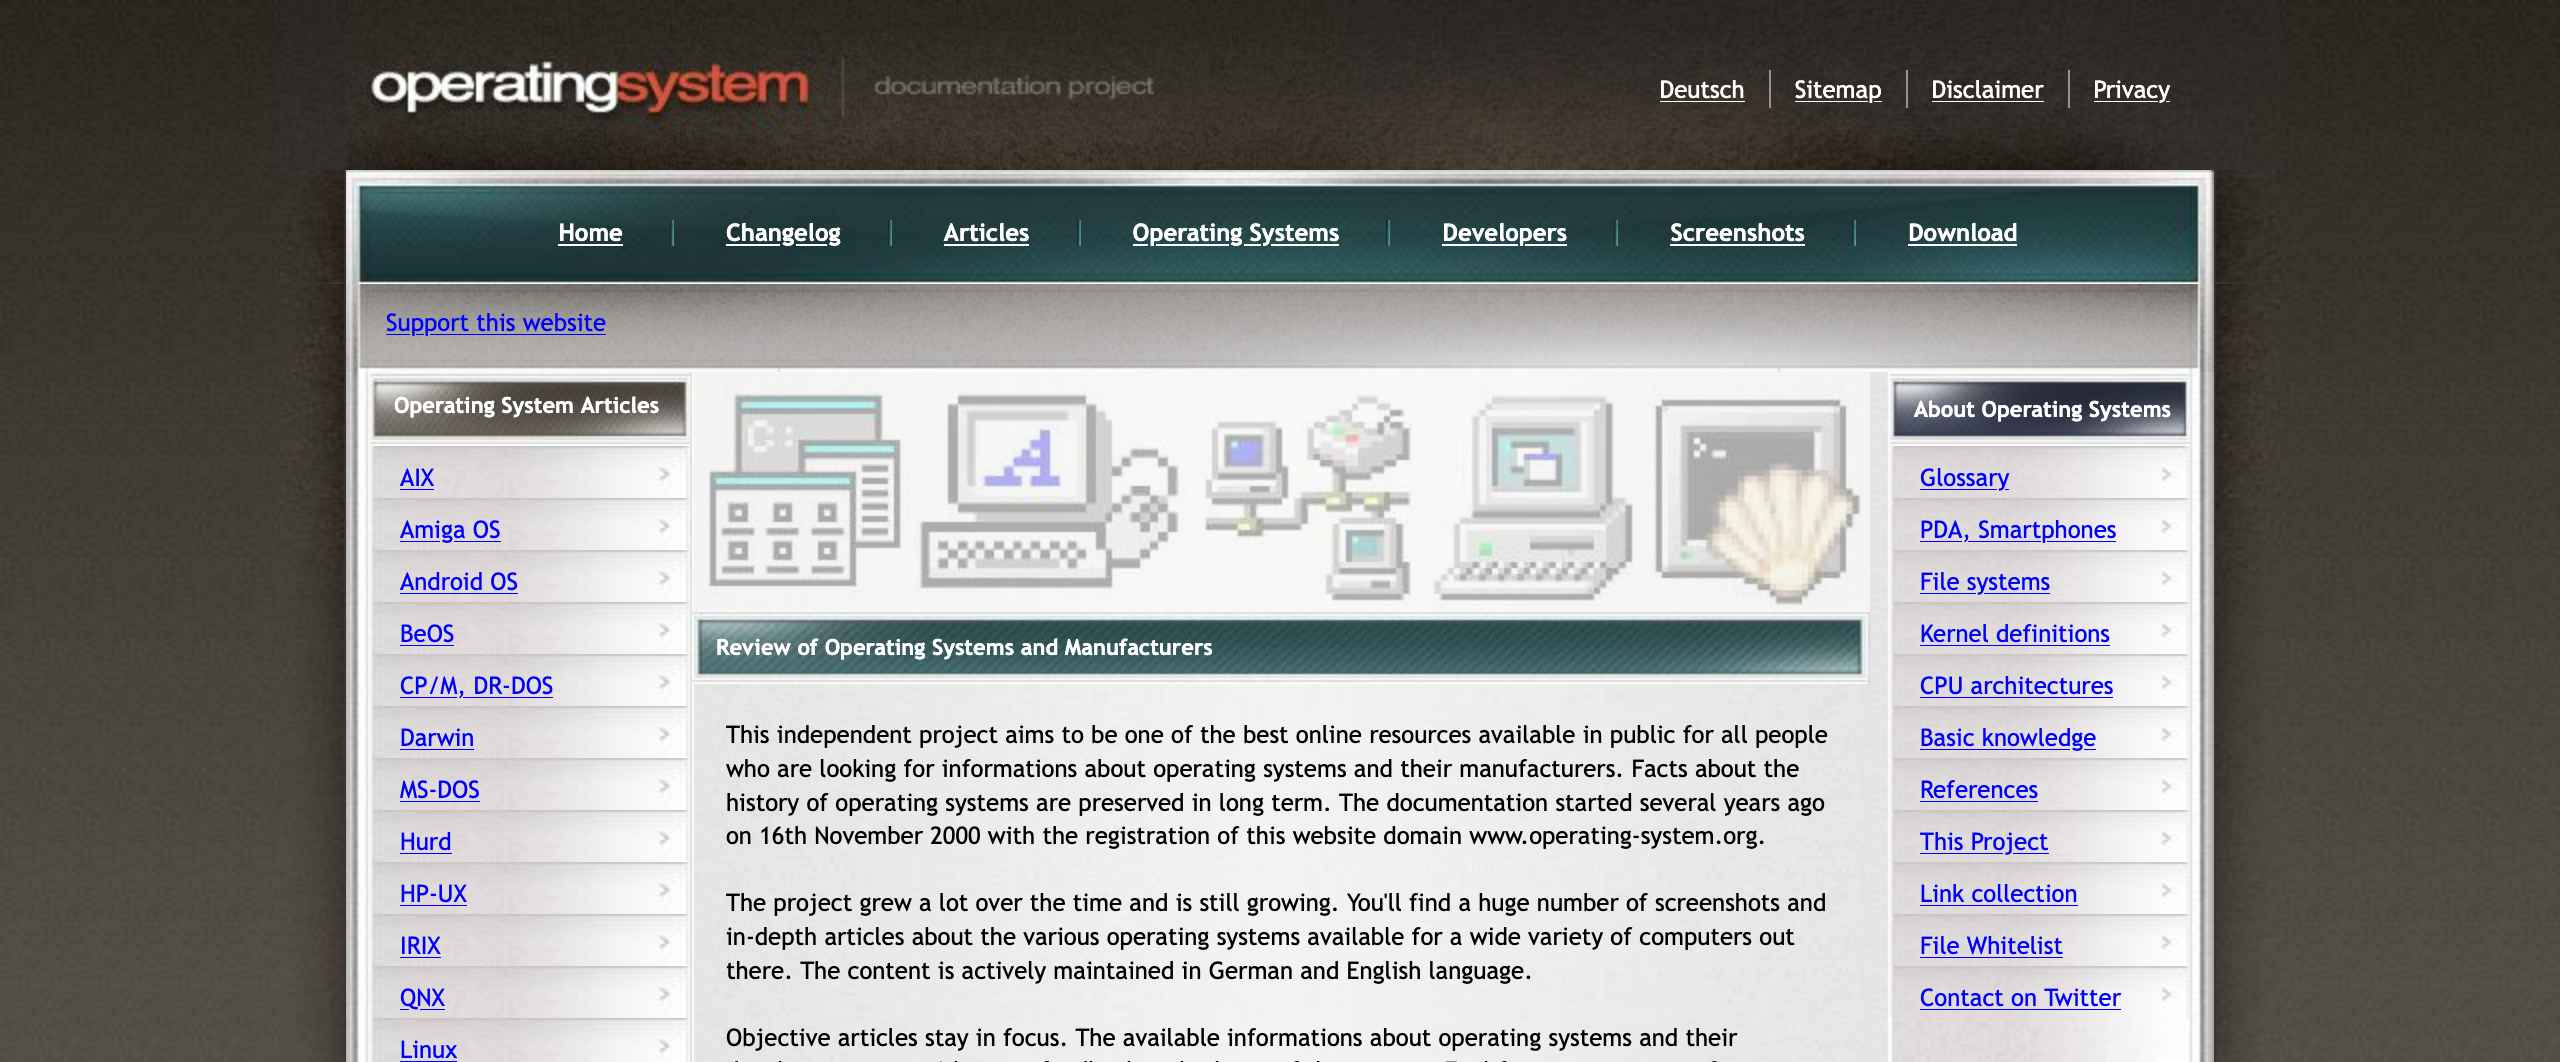 operatingsystem documentation project
Deutsch Sitemap Disclaimer Privacy
Home Changelog Articles Operating Systems Developers Screenshots Download
Support this website
Operating System Articles
AIX
Amiga OS
Android OS
BeOS
CP/M, DR-DOS
Darwin
MS-DOS
Hurd
HP-UX
IRIX
QNX
Linux
C:
A
Review of Operating Systems and Manufacturers
This independent project aims to be one of the best online resources available in public for all people
who are looking for informations about operating systems and their manufacturers. Facts about the
history of operating systems are preserved in long term. The documentation started several years ago
on 16th November 2000 with the registration of this website domain www.operating-system.org.
The project grew a lot over the time and is still growing. You'll find a huge number of screenshots and
in-depth articles about the various operating systems available for a wide variety of computers out
there. The content is actively maintained in German and English language.
Objective articles stay in focus. The available informations about operating systems and their
About Operating Systems
Glossary
PDA, Smartphones
File systems
Kernel definitions
CPU architectures
Basic knowledge
References
This Project
Link collection
File Whitelist
Contact on Twitter